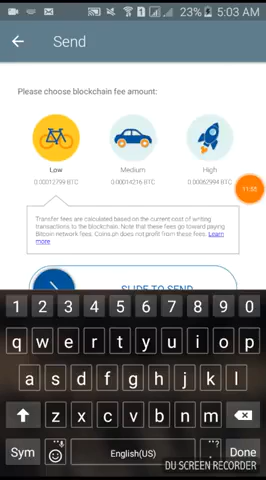 23% 5:03 AM
Send
Please choose blockchain fee amount:
Low Medium High
0.00012799 BTC 0.00014216 BTC 0.00062994 BTC
11:55
Transfer fees are calculated based on the current cost of writing
transactions to the blockchain. Note that these fees go toward paying
Bitcoin network fees. Coins.ph does not profit from these fees. Learn
more
SLIDE TO SEND
1 2 3 4 5 6 7 8 9 0
q w e r t y u i o p
a s d f g h j k l
z x c v b n m
Sym English(US) . Done
DU SCREEN RECORDER